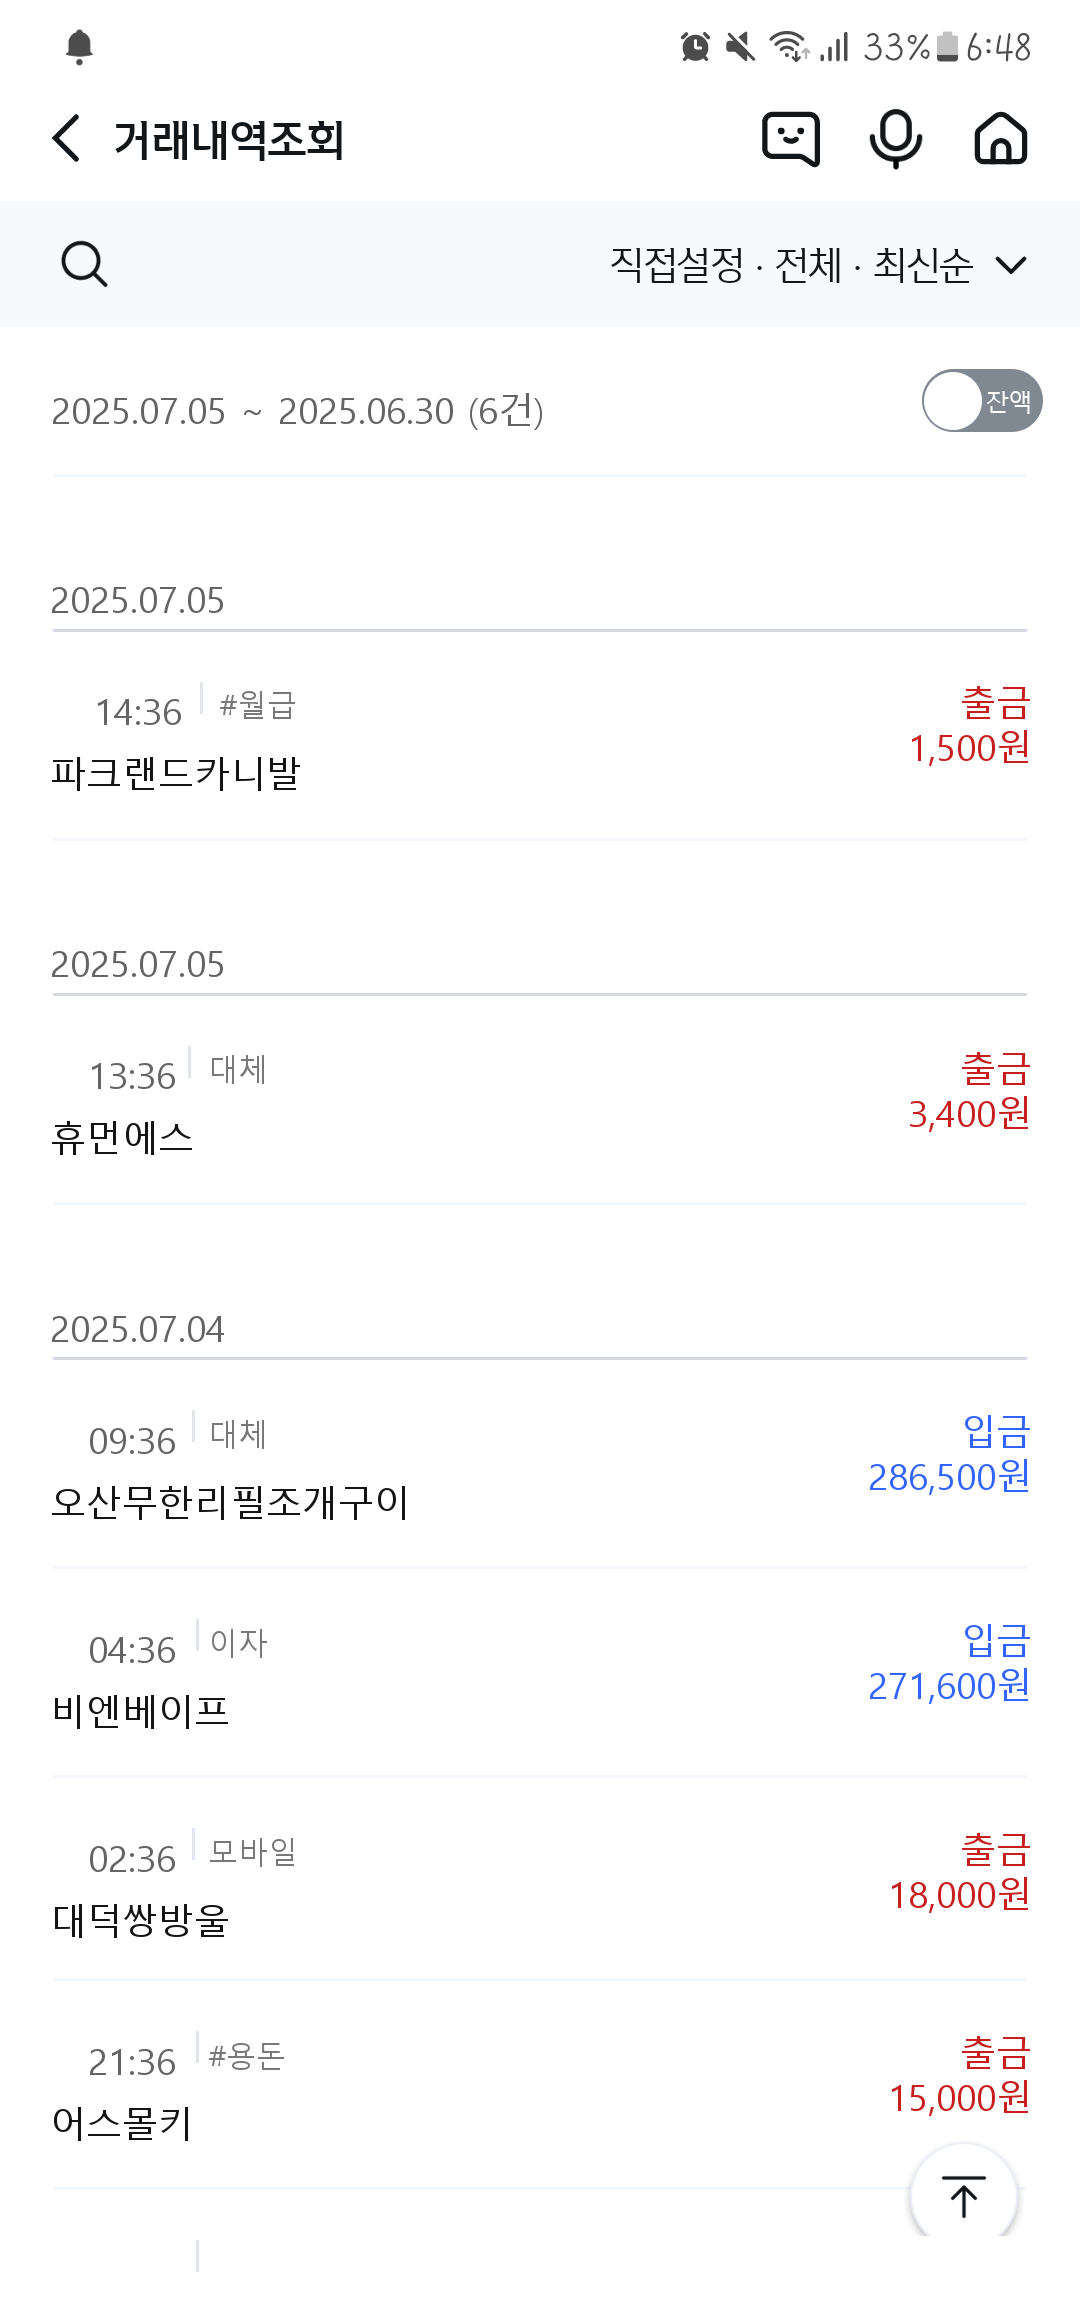 33% 6:48
거래내역조회
직접설정 · 전체 · 최신순
2025.07.05 ~ 2025.06.30 (6건)
잔액
2025.07.05
14:36 #월급
출금
1,500원
파크랜드카니발
2025.07.05
13:36 대체
출금
3,400원
휴먼에스
2025.07.04
09:36 대체
입금
286,500원
오산무한리필조개구이
04:36 이자
입금
271,600원
비엔베이프
02:36 모바일
출금
18,000원
대덕쌍방울
21:36 #용돈
출금
15,000원
어스몰키